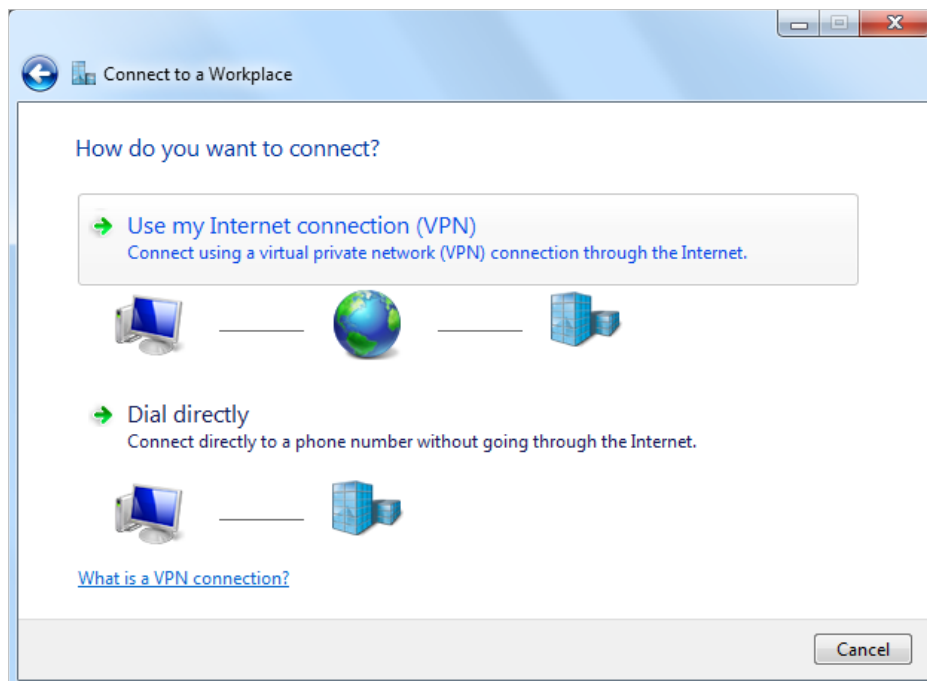 Connect to a Workplace
How do you want to connect?
Use my Internet connection (VPN)
Connect using a virtual private network (VPN) connection through the Internet.
Dial directly
Connect directly to a phone number without going through the Internet.
What is a VPN connection?
Cancel